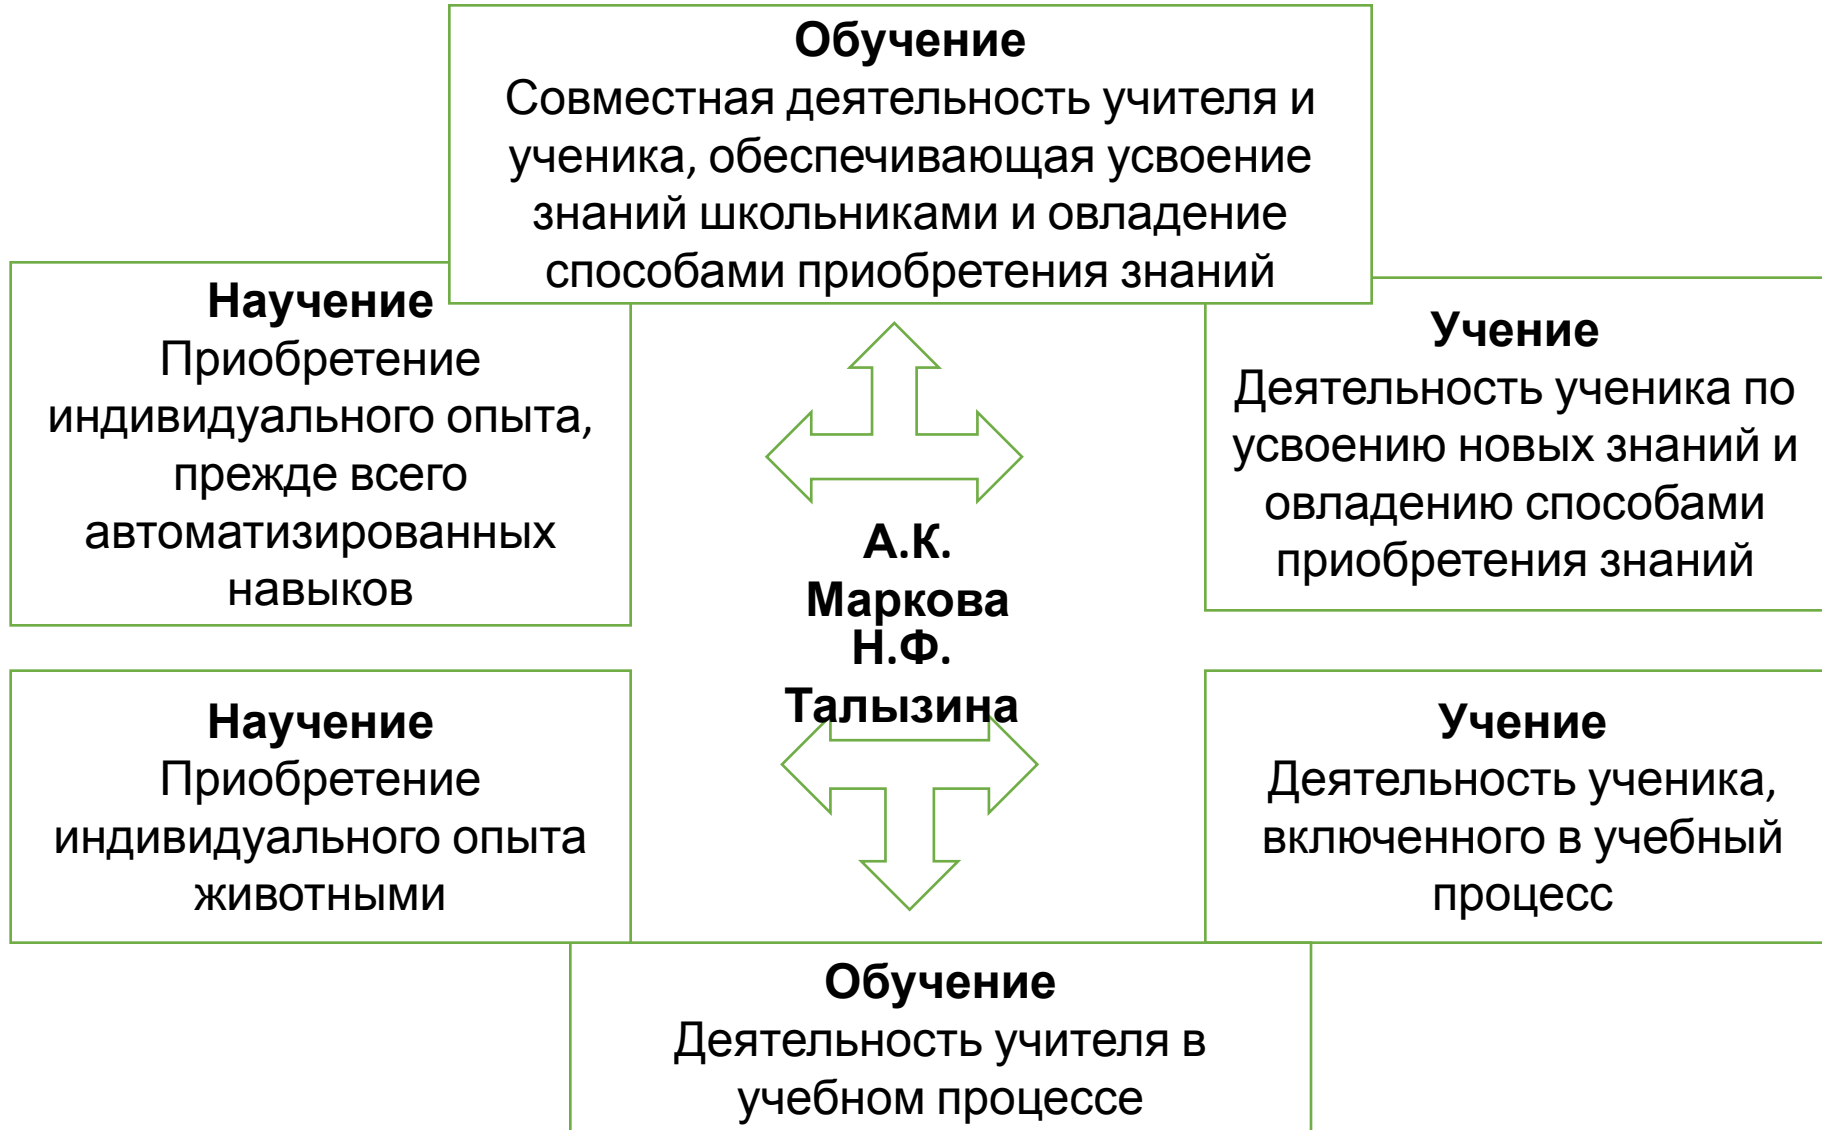 Обучение
Совместная деятельность учителя и
ученика, обеспечивающая усвоение
знаний школьниками и овладение
способами приобретения знаний
Научение
Приобретение
индивидуального опыта,
прежде всего
автоматизированных
навыков
Учение
Деятельность ученика по
усвоению новых знаний и
овладению способами
приобретения знаний
А.К.
Маркова
Н.Ф.
Талызина
Научение
Приобретение
индивидуального опыта
животными
Учение
Деятельность ученика,
включенного в учебный
процесс
Обучение
Деятельность учителя в
учебном процессе